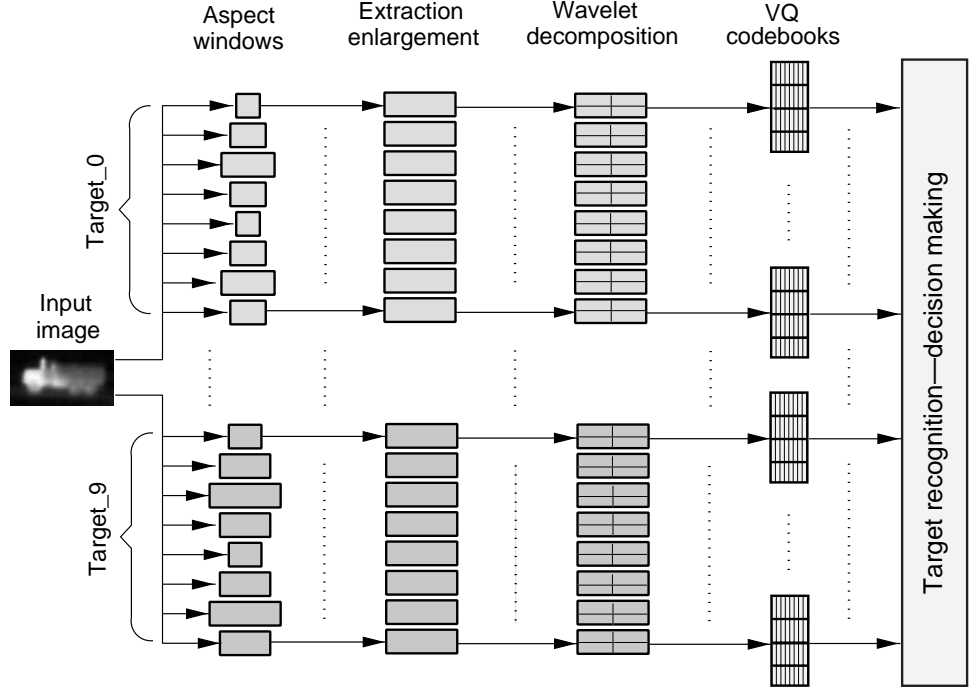 Aspect
windows
Extraction
enlargement
Wavelet
decomposition
VQ
codebooks
Target_0
Input
image
Target_9
Target recognition—decision making